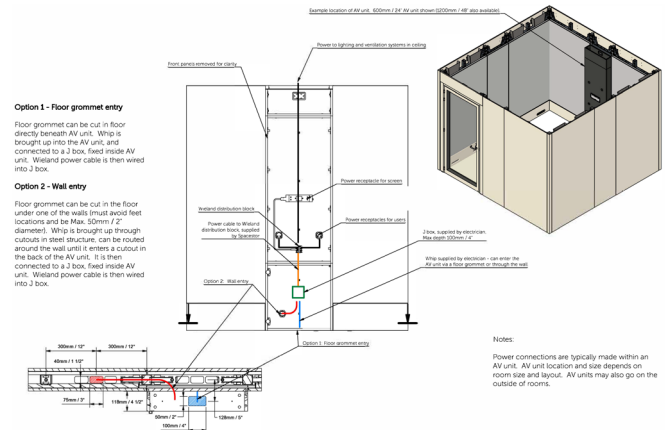 Example location of AV unit. 600mm / 24" AV unit shown (1200mm / 48" also available)
Power to lighting and ventilation systems in ceiling
Front panels removed for clarity
Option 1 - Floor grommet entry
Floor grommet can be cut in floor
directly beneath AV unit. Whip is
brought up into the AV unit, and
connected to a J box, fixed inside AV
unit. Wieland power cable is then wired
into J box.
Option 2 - Wall entry
Floor grommet can be cut in the floor
under one of the walls (must avoid feet
locations and be Max. 50mm / 2"
diameter). Whip is brought up through
cutouts in steel structure, can be routed
around the wall until it enters a cutout in
the back of the AV unit. It is then
connected to a J box, fixed inside AV
unit. Wieland power cable is then wired
into J box.
Power receptacle for screen
Wieland distribution block
Power receptacles for users
Power cable to Wieland
distribution block, supplied
by Spacestor
J box, supplied by electrician.
Max depth 100mm / 4"
Whip supplied by electrician - can enter the
AV unit via a floor grommet or through the wall
Option 2: Wall entry
Option 1: Floor grommet entry
Notes:
Power connections are typically made within an
AV unit. AV unit location and size depends on
room size and layout. AV units may also go on the
outside of rooms.
300mm / 12"
300mm / 12"
40mm / 1 1/2"
75mm / 3"
118mm / 4 1/2"
50mm / 2"
128mm / 5"
100mm / 4"